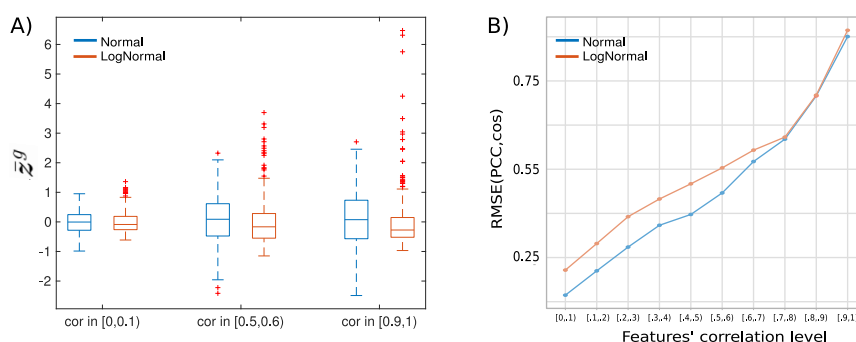 A)
Normal
LogNormal
z̄^g
6
5
4
3
2
1
0
-1
-2
cor in [0,0.1)
cor in [0.5,0.6)
cor in [0.9,1)
B)
Normal
LogNormal
RMSE(PCC,cos)
0.75
0.55
0.25
[0,.1) [.1,.2) [.2,.3) [.3,.4) [.4,.5) [.5,.6) [.6,.7) [.7,.8) [.8,.9) [.9,1)
Features' correlation level